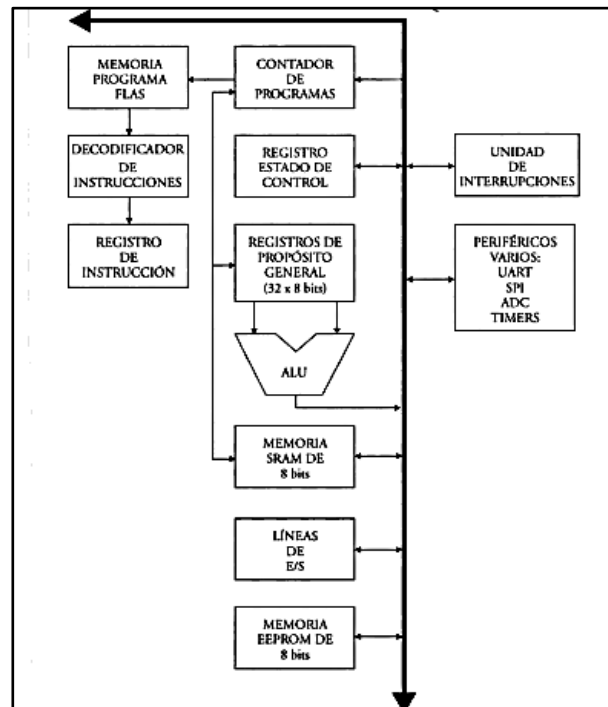 MEMORIA
PROGRAMA
FLAS
CONTADOR
DE
PROGRAMAS
DECODIFICADOR
DE
INSTRUCCIONES
REGISTRO
ESTADO DE
CONTROL
UNIDAD
DE
INTERRUPCIONES
REGISTRO
DE
INSTRUCCIÓN
REGISTROS DE
PROPÓSITO
GENERAL
(32 x 8 bits)
PERIFÉRICOS
VARIOS:
UART
SPI
ADC
TIMERS
ALU
MEMORIA
SRAM DE
8 bits
LÍNEAS
DE
E/S
MEMORIA
EEPROM DE
8 bits